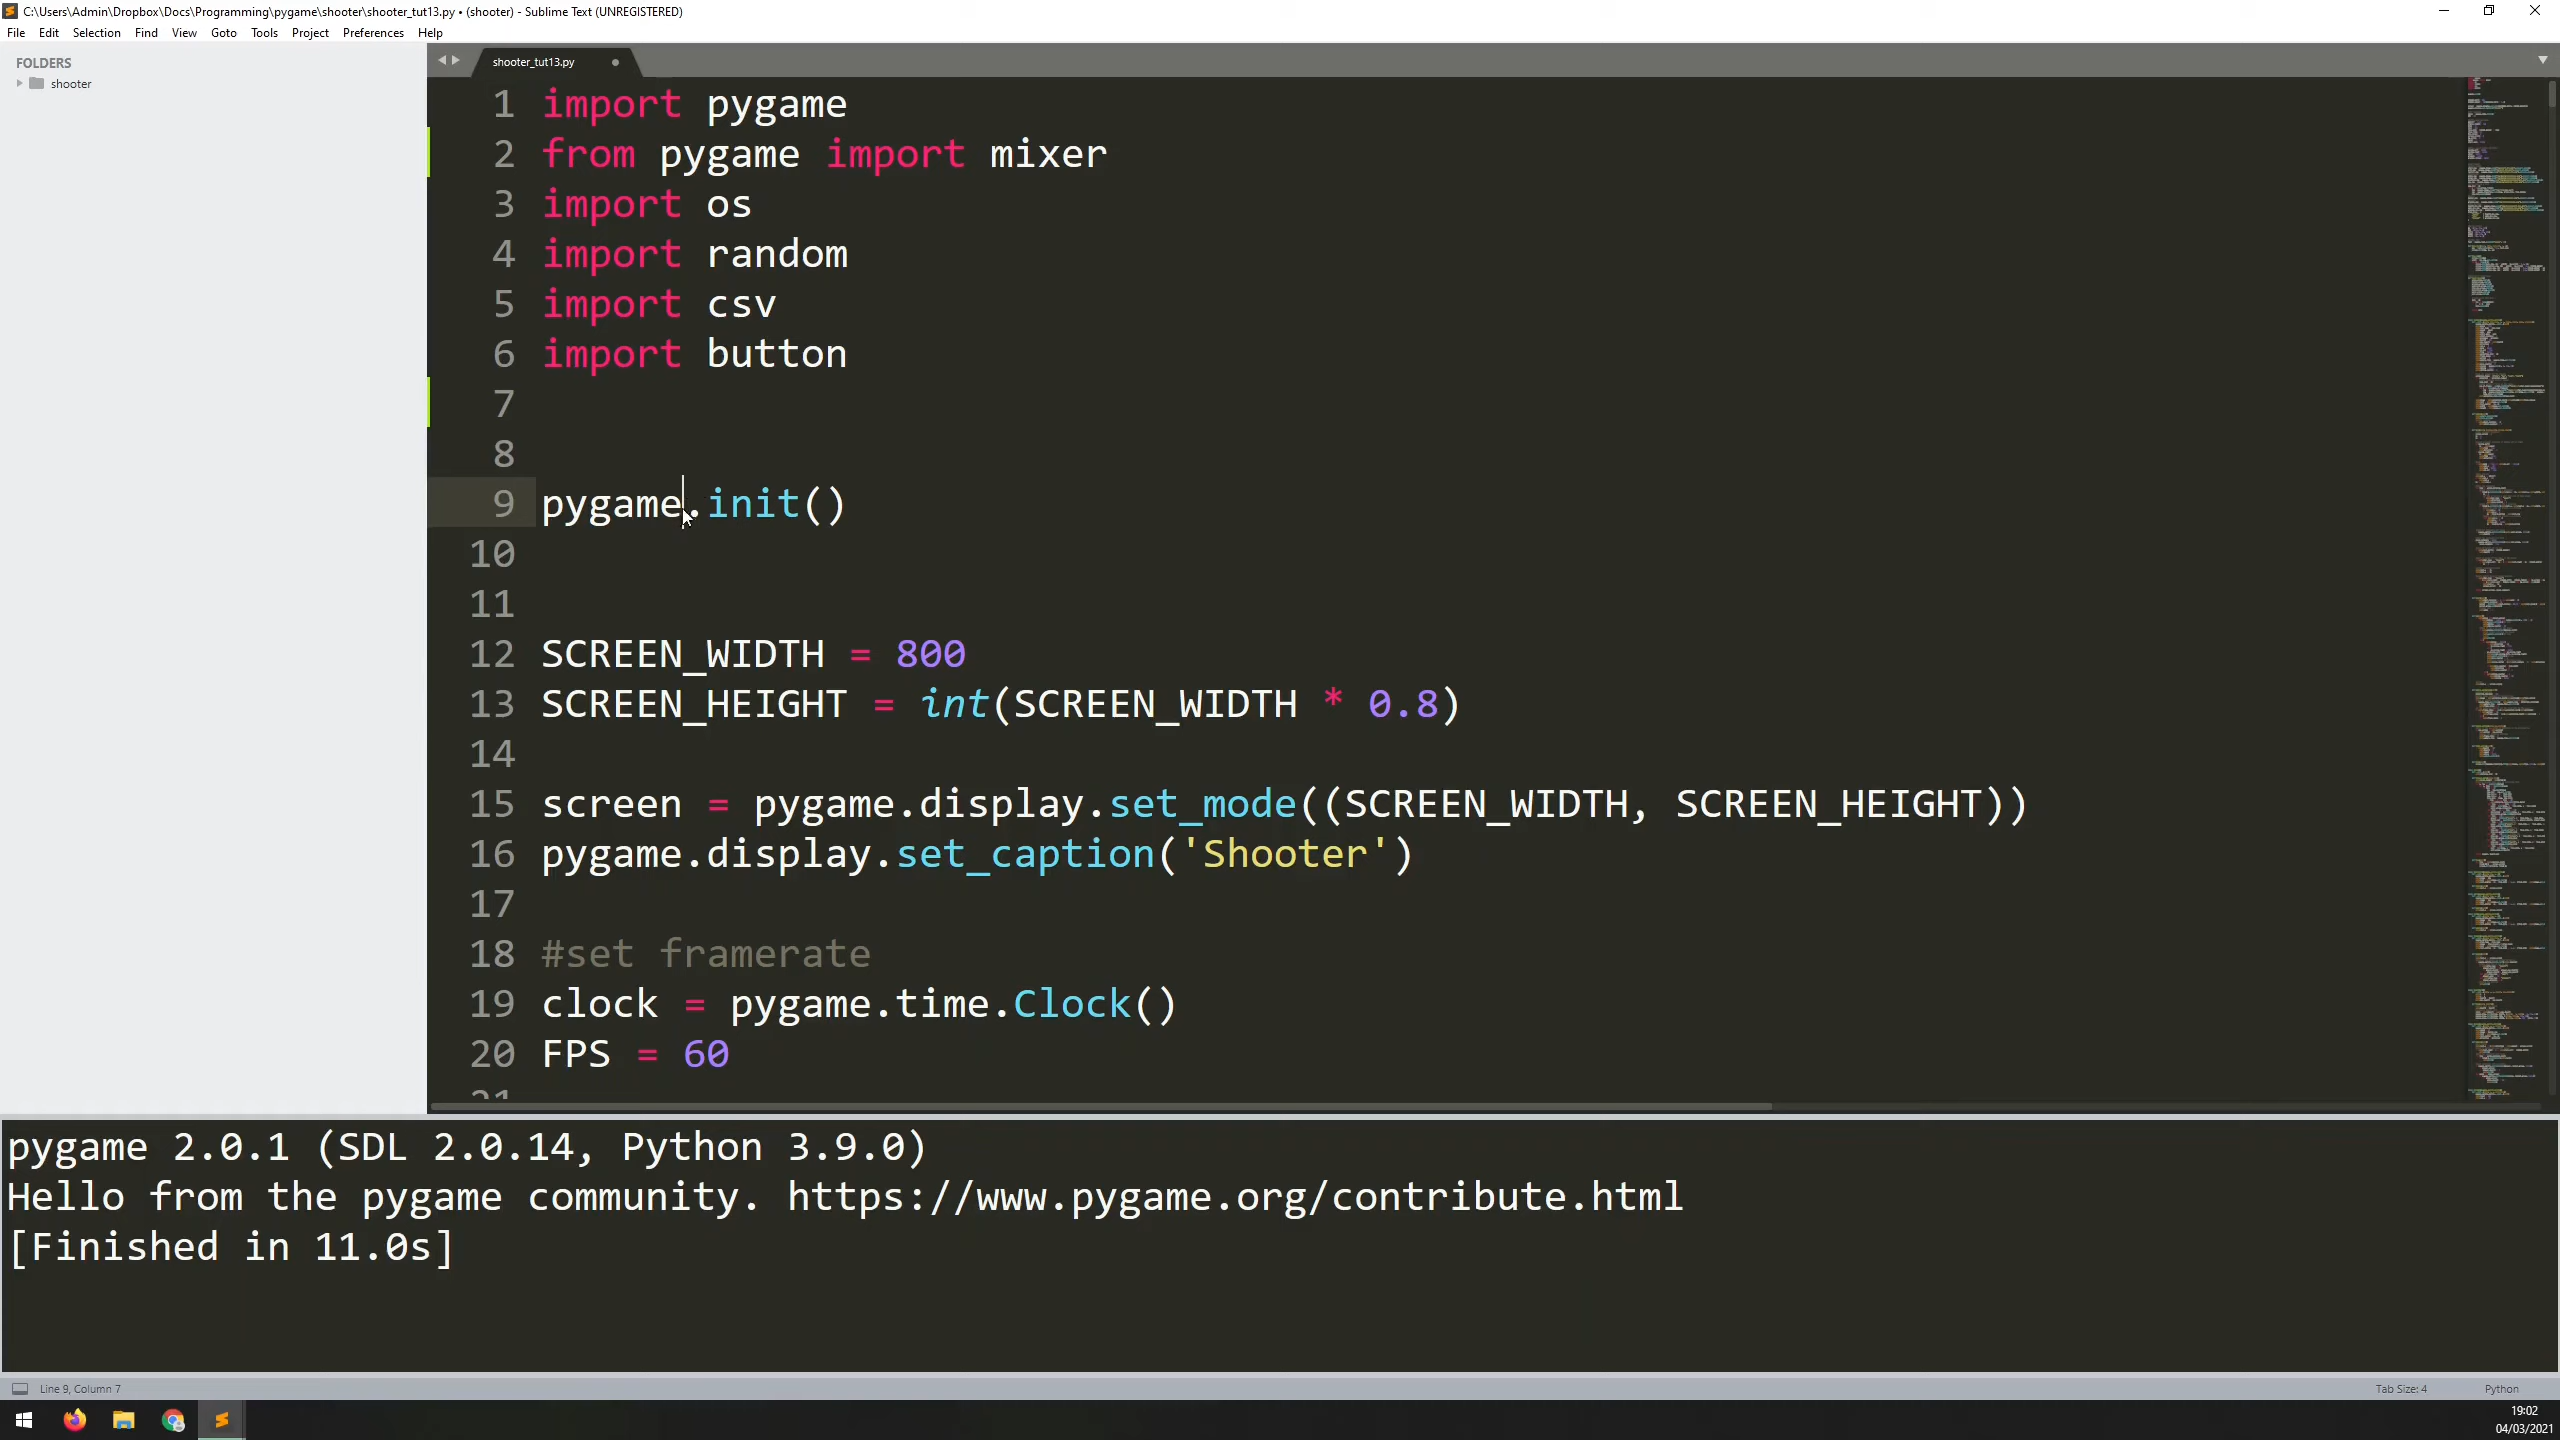 C:\Users\Admin\Dropbox\Docs\Programming\pygame\shooter\shooter_tut13.py • (shooter) - Sublime Text (UNREGISTERED)
File Edit Selection Find View Goto Tools Project Preferences Help
FOLDERS
shooter
shooter_tut13.py
1 import pygame
2 from pygame import mixer
3 import os
4 import random
5 import csv
6 import button
7
8
9 pygame.init()
10
11
12 SCREEN_WIDTH = 800
13 SCREEN_HEIGHT = int(SCREEN_WIDTH * 0.8)
14
15 screen = pygame.display.set_mode((SCREEN_WIDTH, SCREEN_HEIGHT))
16 pygame.display.set_caption('Shooter')
17
18 #set framerate
19 clock = pygame.time.Clock()
20 FPS = 60
21
pygame 2.0.1 (SDL 2.0.14, Python 3.9.0)
Hello from the pygame community. https://www.pygame.org/contribute.html
[Finished in 11.0s]
Line 9, Column 7
Tab Size: 4
Python
19:02
04/03/2021